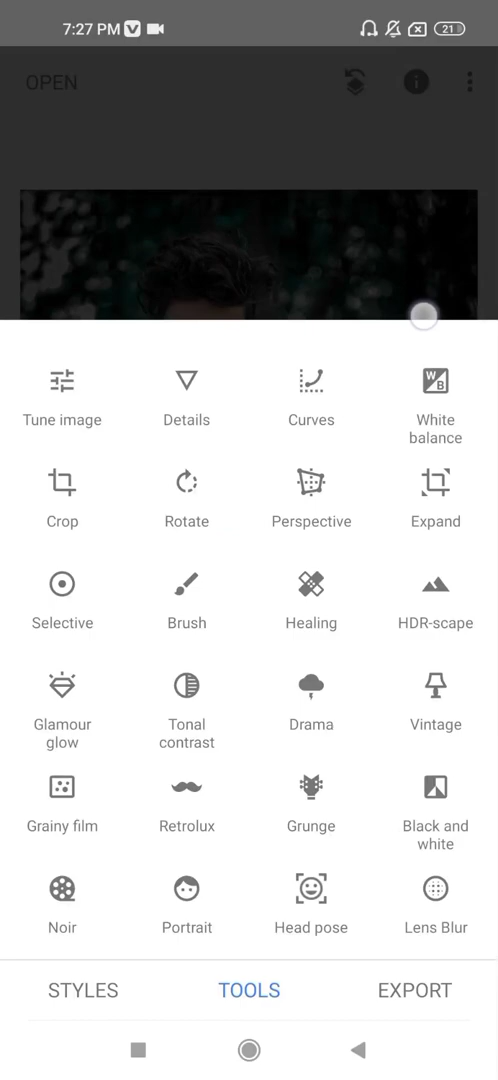 7:27 PM
21
OPEN
Tune image
Details
Curves
W B
White
balance
Crop
Rotate
Perspective
Expand
Selective
Brush
Healing
HDR-scape
Glamour
glow
Tonal
contrast
Drama
Vintage
Grainy film
Retrolux
Grunge
Black and
white
Noir
Portrait
Head pose
Lens Blur
STYLES
TOOLS
EXPORT